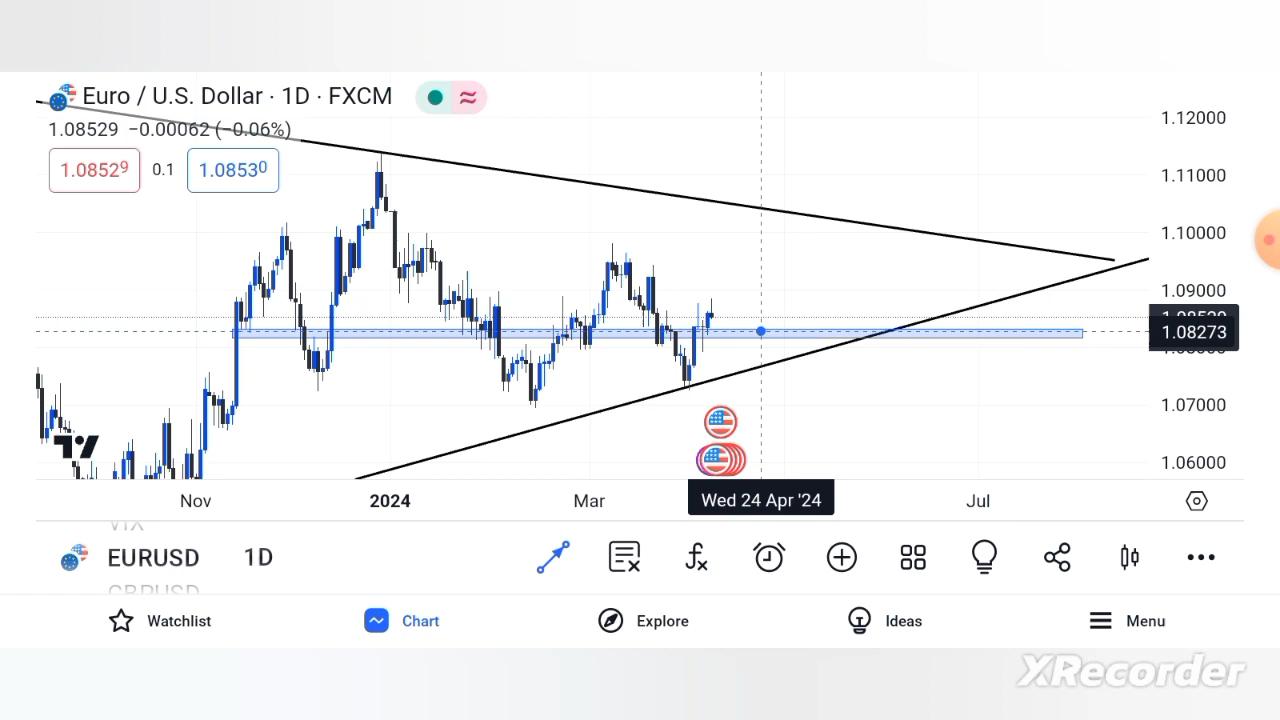 Euro / U.S. Dollar · 1D · FXCM
1.08529 −0.00062 (−0.06%)
1.08529 0.1 1.08530
1.12000
1.11000
1.10000
1.09000
1.08273
1.07000
1.06000
Nov 2024 Mar Wed 24 Apr '24 Jul
EURUSD 1D
Watchlist Chart Explore Ideas Menu
XRecorder